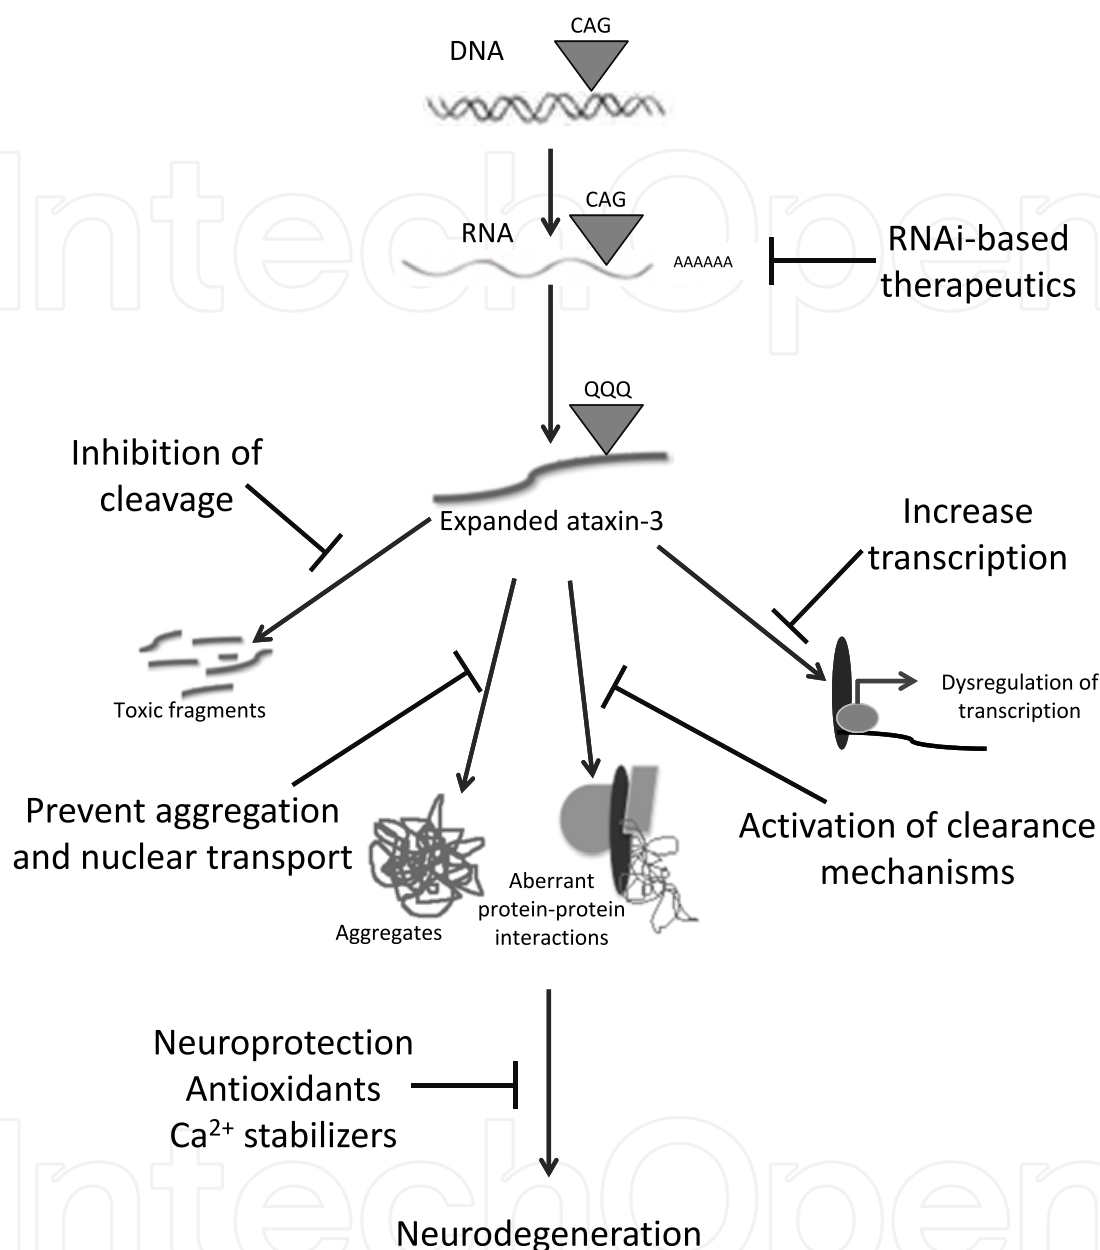 CAG
DNA
CAG
RNA
AAAAAA
RNAi-based
therapeutics
QQQ
Inhibition of
cleavage
Expanded ataxin-3
Increase
transcription
Toxic fragments
Dysregulation of
transcription
Prevent aggregation
and nuclear transport
Activation of clearance
mechanisms
Aggregates
Aberrant
protein-protein
interactions
Neuroprotection
Antioxidants
Ca²⁺ stabilizers
Neurodegeneration
IntechOpen
IntechOpen